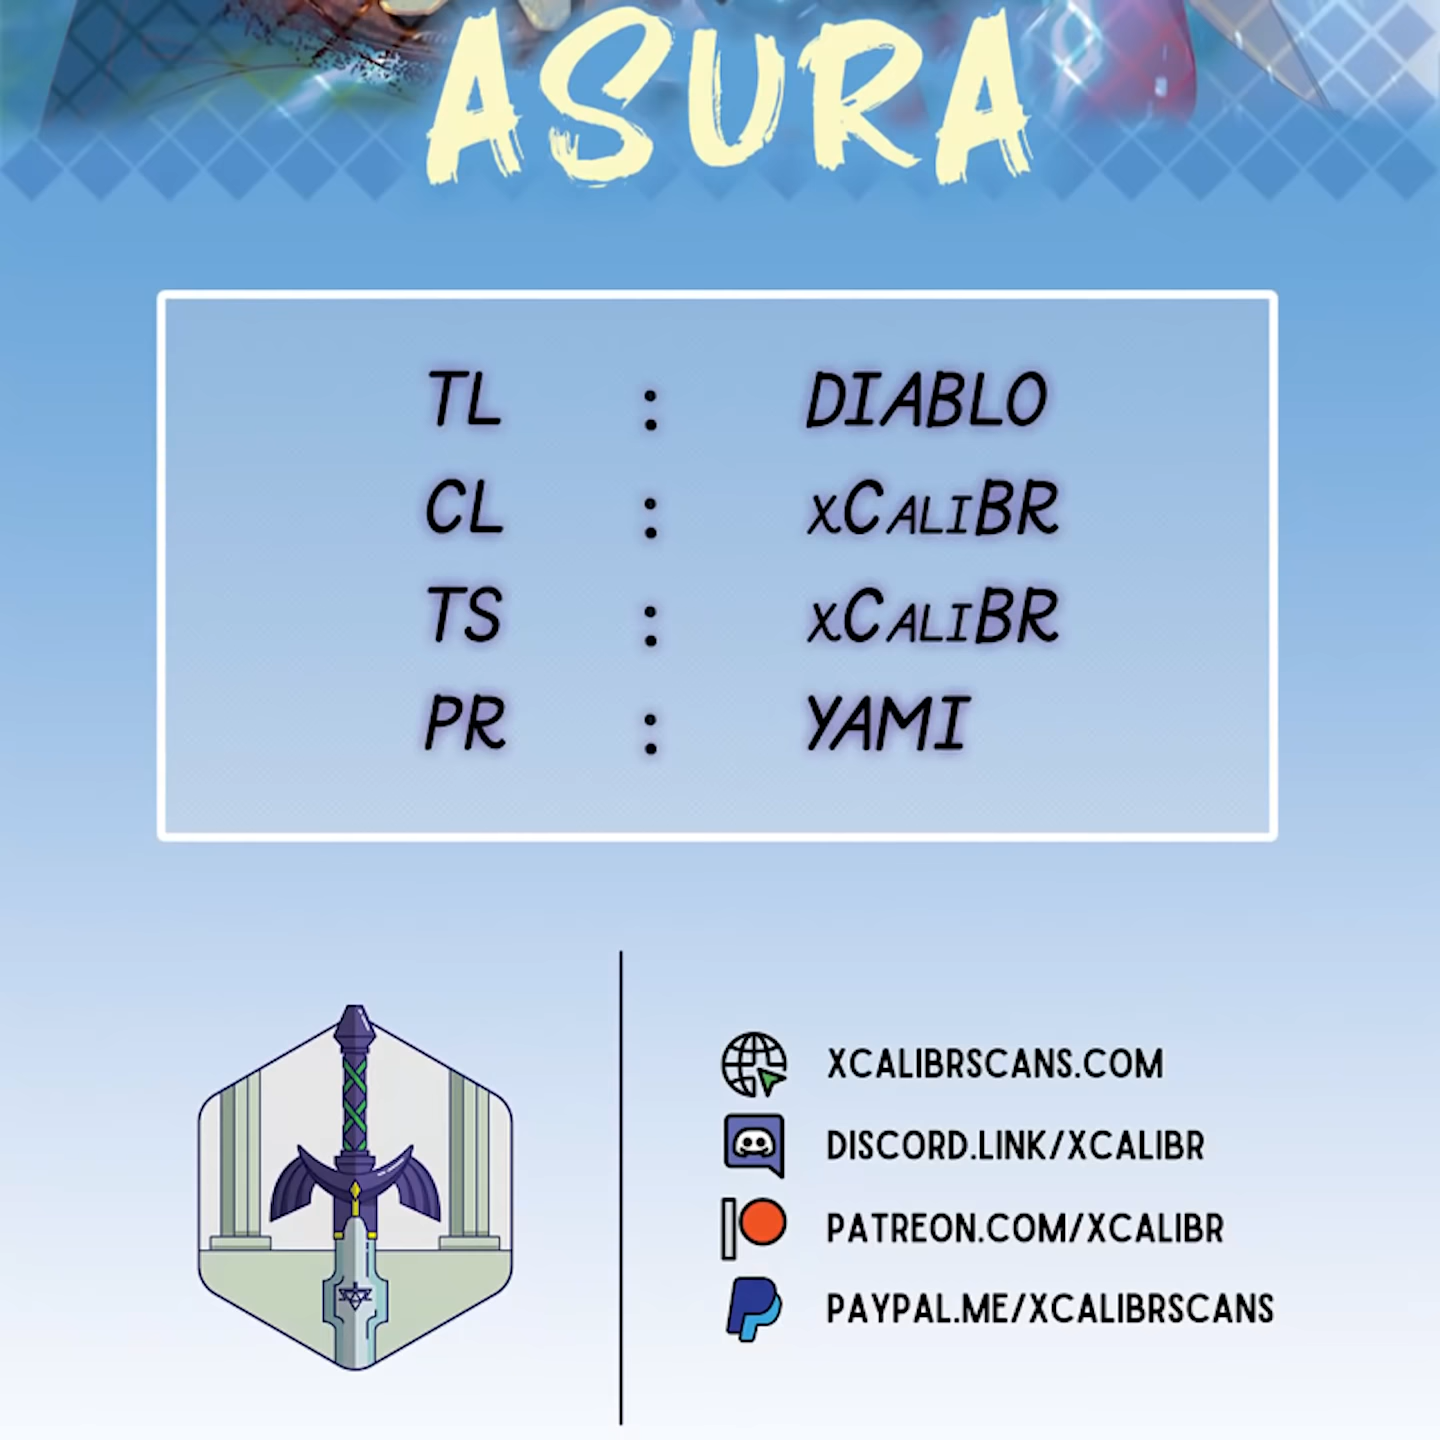 ASURA
TL : DIABLO
CL : xCALIBR
TS : xCALIBR
PR : YAMI
XCALIBRSCANS.COM
DISCORD.LINK/XCALIBR
PATREON.COM/XCALIBR
PAYPAL.ME/XCALIBRSCANS